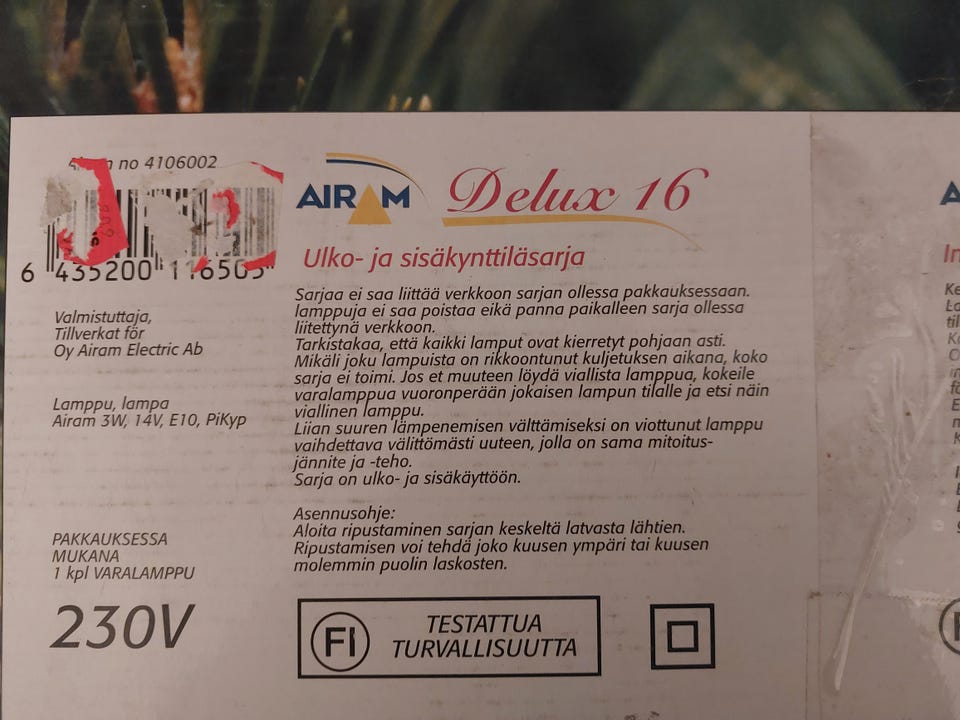 no 4106002
6 435200 116505
Valmistuttaja,
Tillverkat för
Oy Airam Electric Ab
Lamppu, lampa
Airam 3W, 14V, E10, PiKyp
PAKKAUKSESSA
MUKANA
1 kpl VARALAMPPU
230V
AIRAM Delux 16
Ulko- ja sisäkynttiläsarja
Sarjaa ei saa liittää verkkoon sarjan ollessa pakkauksessaan.
lamppuja ei saa poistaa eikä panna paikalleen sarja ollessa
liitettynä verkkoon.
Tarkistakaa, että kaikki lamput ovat kierretyt pohjaan asti.
Mikäli joku lampuista on rikkoontunut kuljetuksen aikana, koko
sarja ei toimi. Jos et muuteen löydä viallista lamppua, kokeile
varalamppua vuoronperään jokaisen lampun tilalle ja etsi näin
viallinen lamppu.
Liian suuren lämpenemisen välttämiseksi on viottunut lamppu
vaihdettava välittömästi uuteen, jolla on sama mitoitus-
jännite ja -teho.
Sarja on ulko- ja sisäkäyttöön.
Asennusohje:
Aloita ripustaminen sarjan keskeltä latvasta lähtien.
Ripustamisen voi tehdä joko kuusen ympäri tai kuusen
molemmin puolin laskosten.
FI TESTATTUA
TURVALLISUUTTA